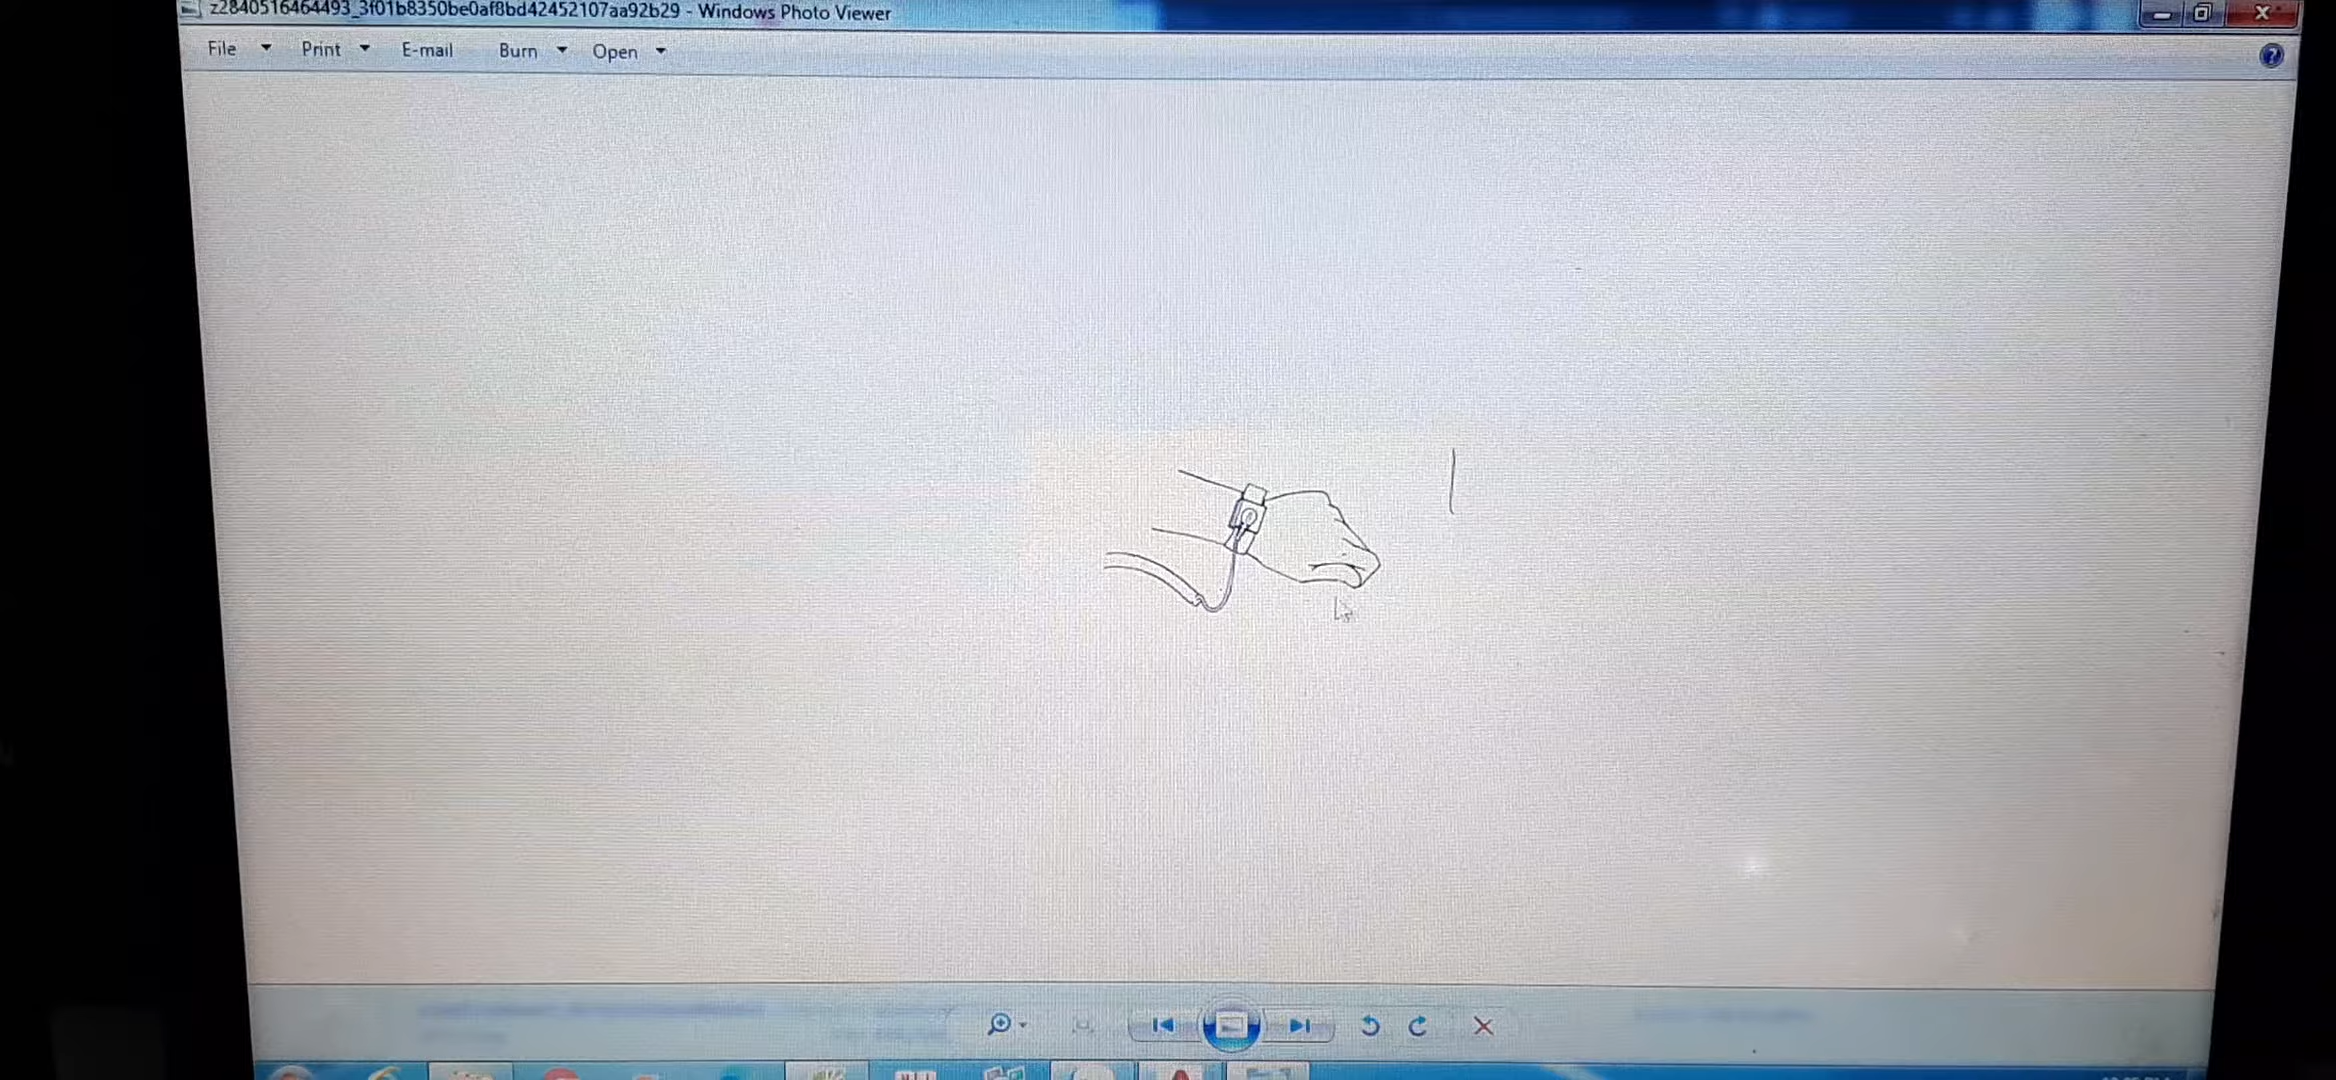 z2840516464493_3f01b8350be0af8bd42452107aa92b29 - Windows Photo Viewer
File Print E-mail Burn Open